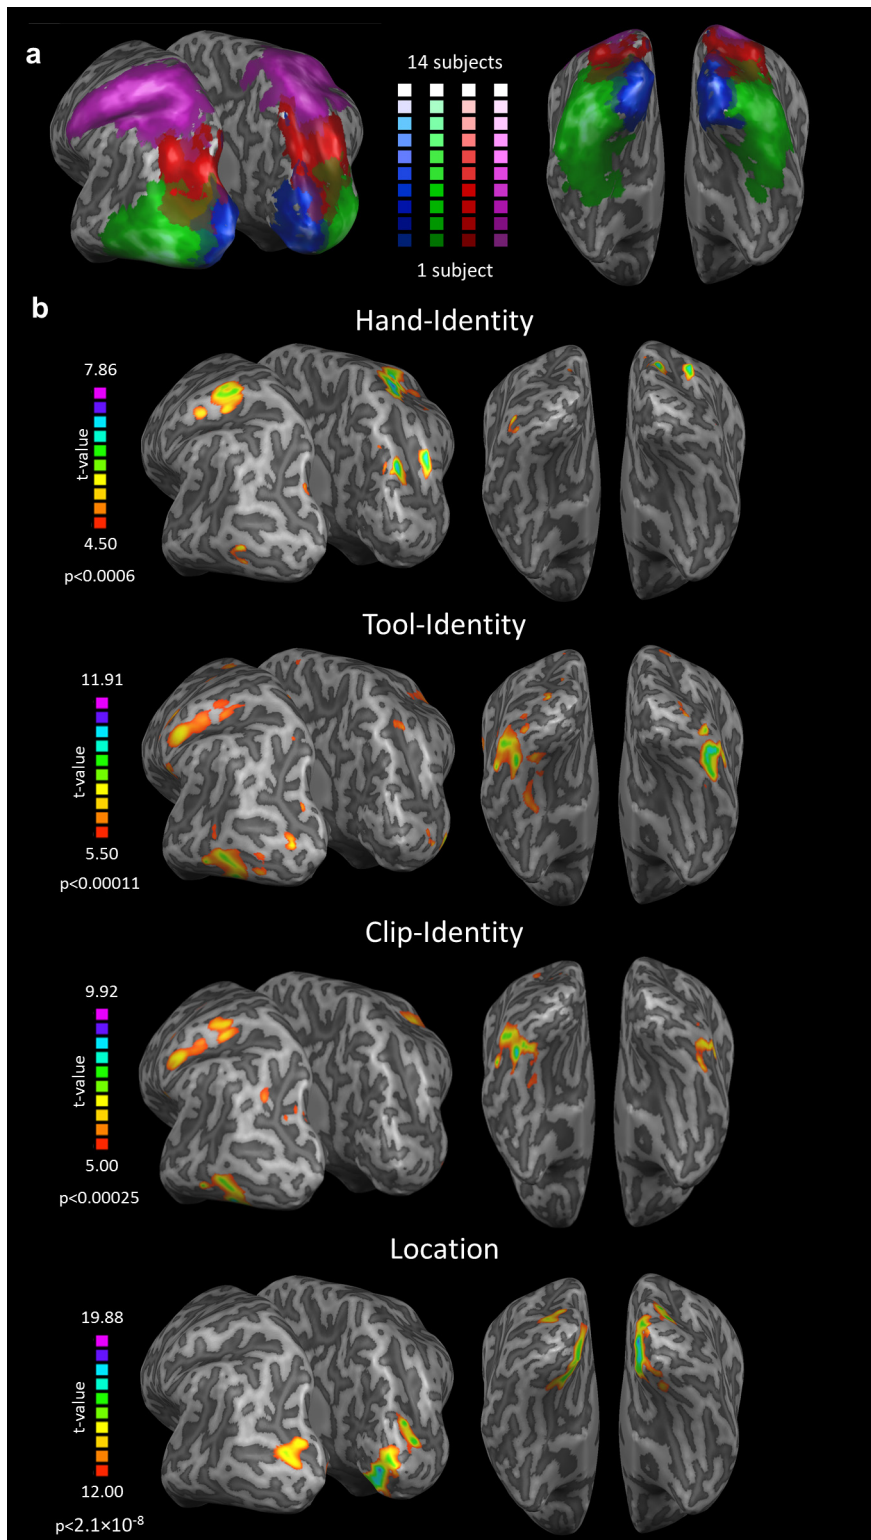 a
14 subjects
1 subject
b
Hand-Identity
7.86
t-value
4.50
p<0.0006
Tool-Identity
11.91
t-value
5.50
p<0.00011
Clip-Identity
9.92
t-value
5.00
p<0.00025
Location
19.88
t-value
12.00
p<2.1×10⁻⁸